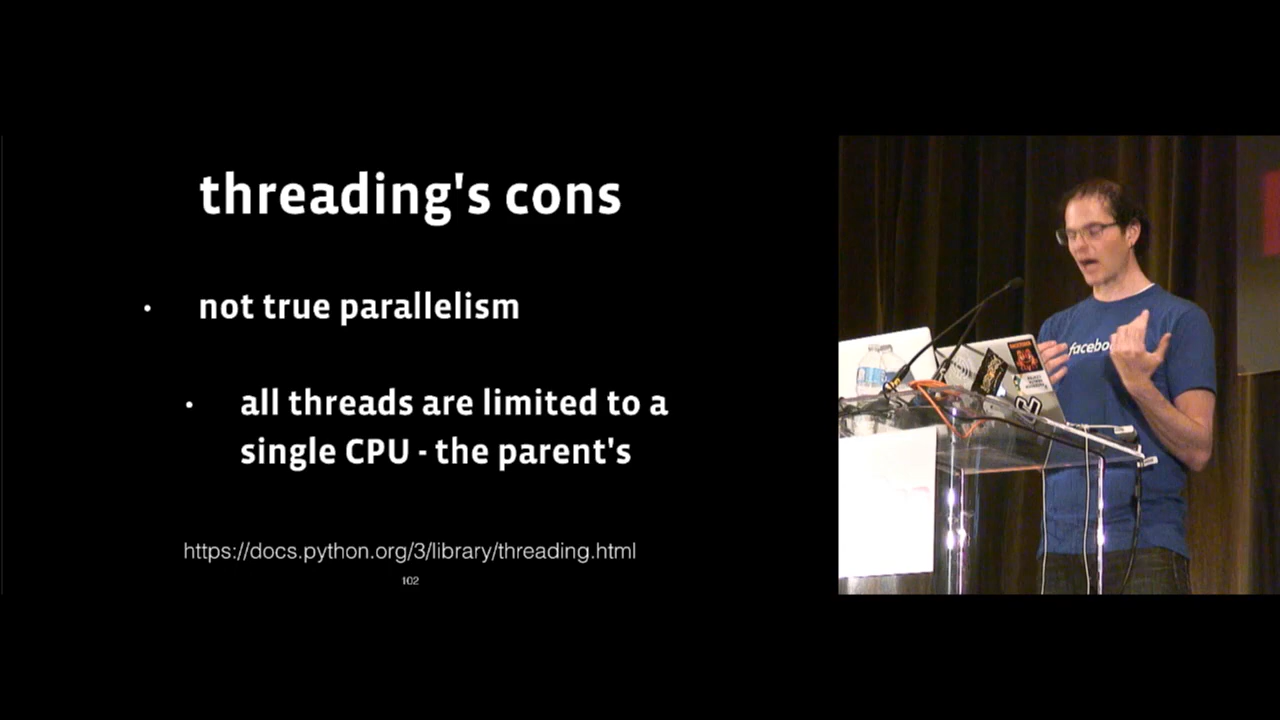 threading's cons
• not true parallelism
• all threads are limited to a
single CPU - the parent's
https://docs.python.org/3/library/threading.html
102